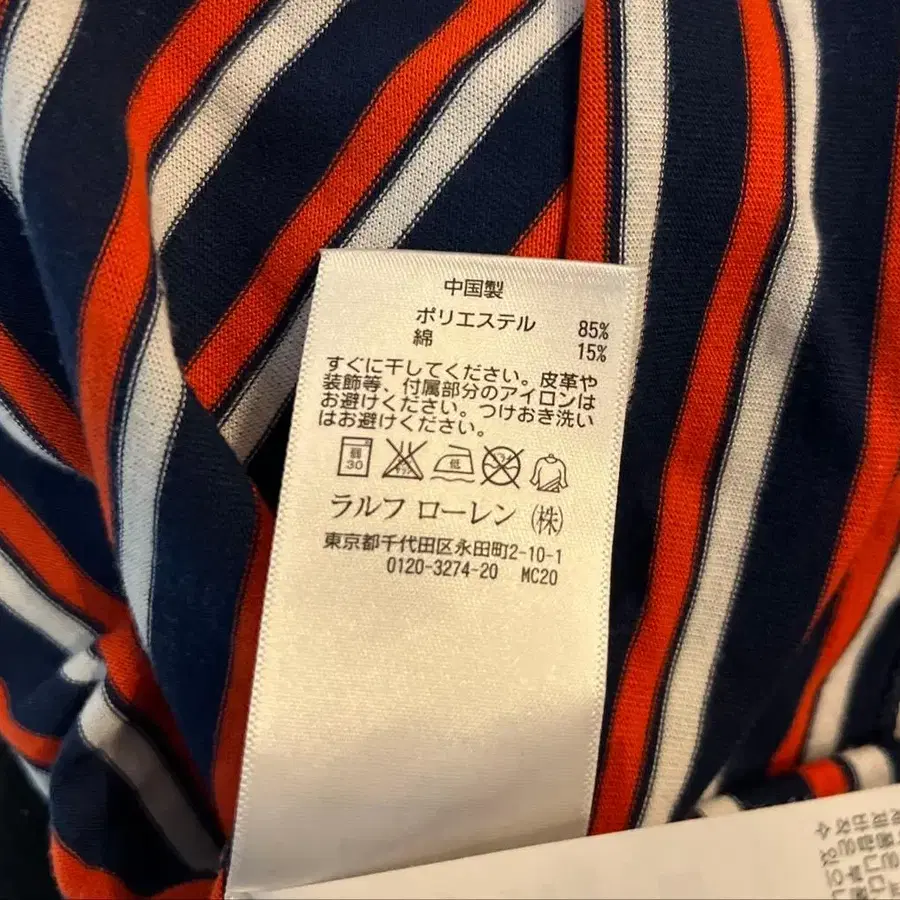 中国製
ポリエステル 85%
綿 15%
すぐに干してください。皮革や
装飾等、付属部分のアイロンは
お避けください。つけおき洗い
はお避けください。
弱
30
低
ラルフ ローレン (株)
東京都千代田区永田町2-10-1
0120-3274-20 MC20